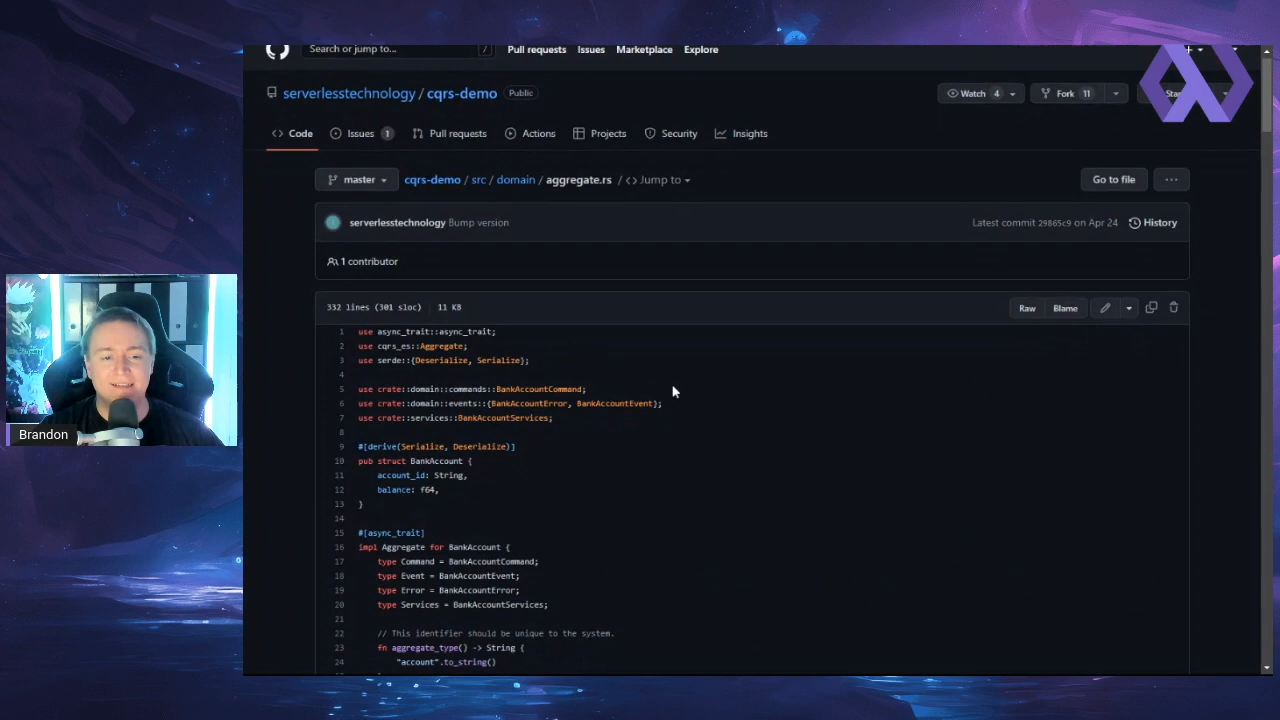 Search or jump to... /
Pull requests Issues Marketplace Explore
serverlesstechnology / cqrs-demo Public
Watch 4 Fork 11
Code Issues 1 Pull requests Actions Projects Security Insights
master cqrs-demo / src / domain / aggregate.rs / <> Jump to Go to file ...
serverlesstechnology Bump version Latest commit 29865c9 on Apr 24 History
1 contributor
332 lines (301 sloc) 11 KB Raw Blame
1 use async_trait::async_trait;
2 use cqrs_es::Aggregate;
3 use serde::{Deserialize, Serialize};
4
5 use crate::domain::commands::BankAccountCommand;
6 use crate::domain::events::{BankAccountError, BankAccountEvent};
7 use crate::services::BankAccountServices;
8
9 #[derive(Serialize, Deserialize)]
10 pub struct BankAccount {
11 account_id: String,
12 balance: f64,
13 }
14
15 #[async_trait]
16 impl Aggregate for BankAccount {
17 type Command = BankAccountCommand;
18 type Event = BankAccountEvent;
19 type Error = BankAccountError;
20 type Services = BankAccountServices;
21
22 // This identifier should be unique to the system.
23 fn aggregate_type() -> String {
24 "account".to_string()
Brandon